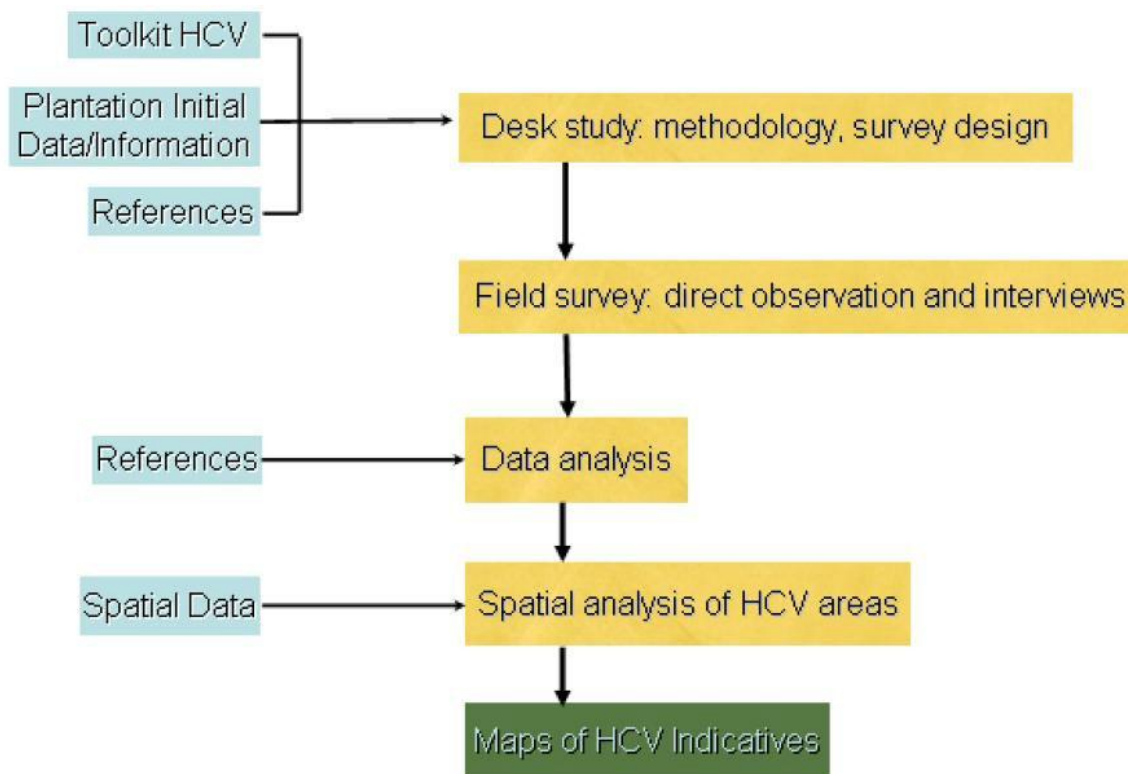 Toolkit HCV
Plantation Initial
Data/Information
References
Desk study: methodology, survey design
Field survey: direct observation and interviews
References
Data analysis
Spatial Data
Spatial analysis of HCV areas
Maps of HCV Indicatives